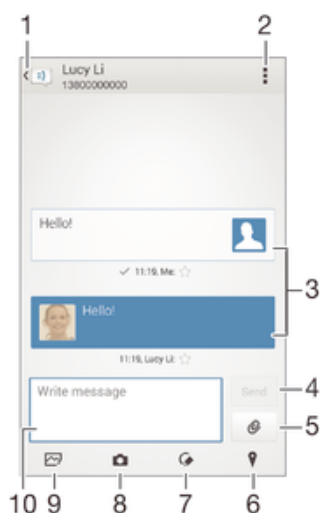 1
2
Lucy Li
13800000000
Hello!
11:19, Me:
3
Hello!
11:19, Lucy Li:
Write message
Send
4
5
10 9 8 7 6